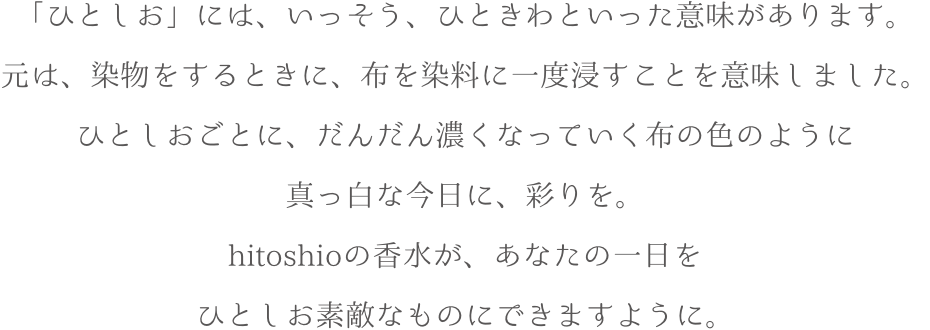 「ひとしお」には、いっそう、ひときわといった意味があります。
元は、染物をするときに、布を染料に一度浸すことを意味しました。
ひとしおごとに、だんだん濃くなっていく布の色のように
真っ白な今日に、彩りを。
hitoshioの香水が、あなたの一日を
ひとしお素敵なものにできますように。